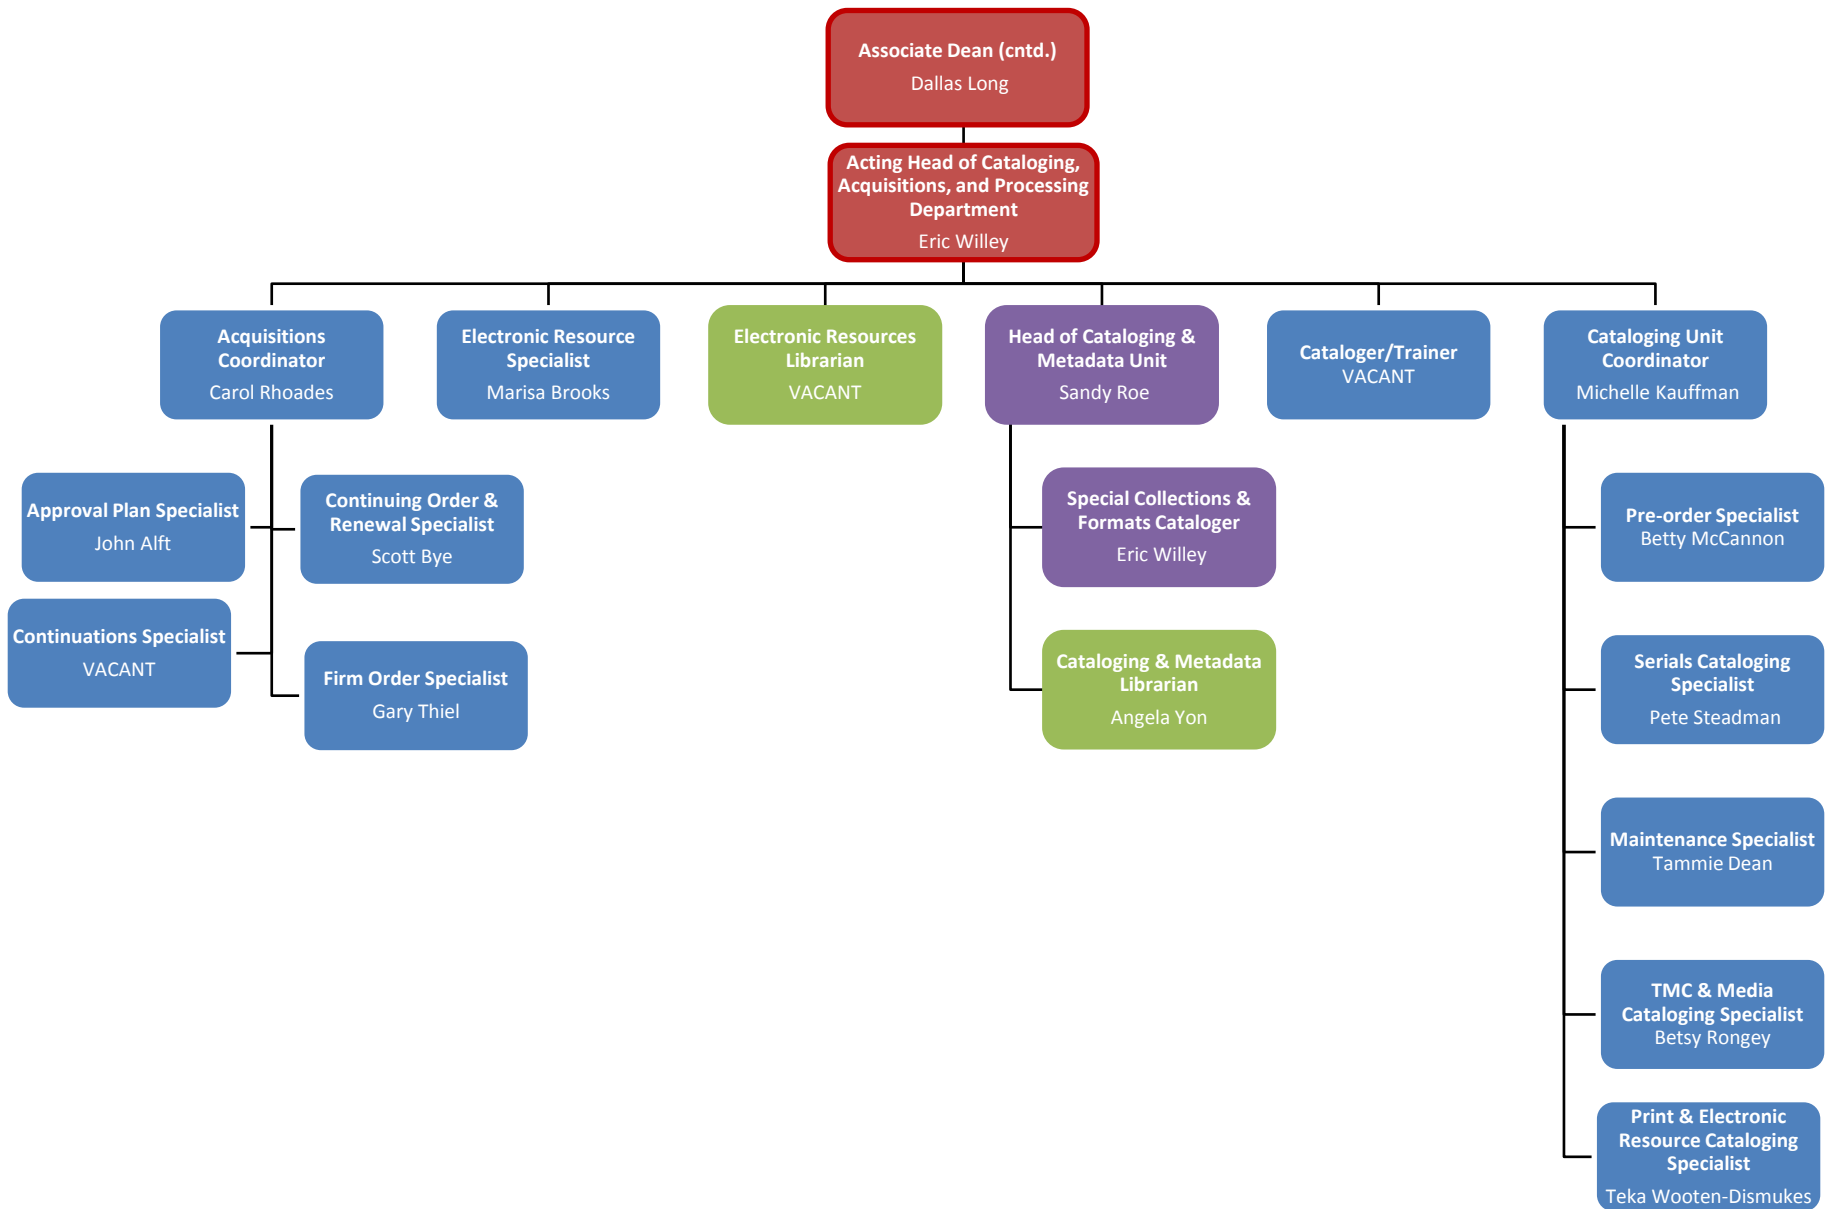 Associate Dean (cntd.)
Dallas Long
Acting Head of Cataloging,
Acquisitions, and Processing
Department
Eric Willey
Acquisitions
Coordinator
Carol Rhoades
Electronic Resource
Specialist
Marisa Brooks
Electronic Resources
Librarian
VACANT
Head of Cataloging &
Metadata Unit
Sandy Roe
Cataloger/Trainer
VACANT
Cataloging Unit
Coordinator
Michelle Kauffman
Approval Plan Specialist
John Alft
Continuing Order &
Renewal Specialist
Scott Bye
Continuations Specialist
VACANT
Firm Order Specialist
Gary Thiel
Special Collections &
Formats Cataloger
Eric Willey
Cataloging & Metadata
Librarian
Angela Yon
Pre-order Specialist
Betty McCannon
Serials Cataloging
Specialist
Pete Steadman
Maintenance Specialist
Tammie Dean
TMC & Media
Cataloging Specialist
Betsy Rongey
Print & Electronic
Resource Cataloging
Specialist
Teka Wooten-Dismukes